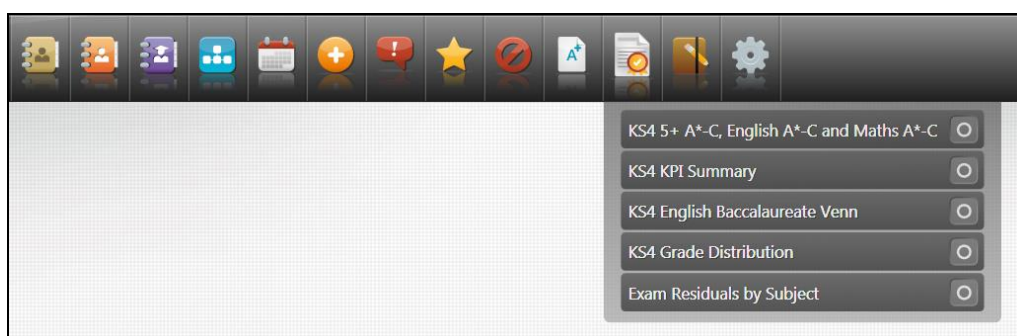 A+
KS4 5+ A*-C, English A*-C and Maths A*-C
KS4 KPI Summary
KS4 English Baccalaureate Venn
KS4 Grade Distribution
Exam Residuals by Subject